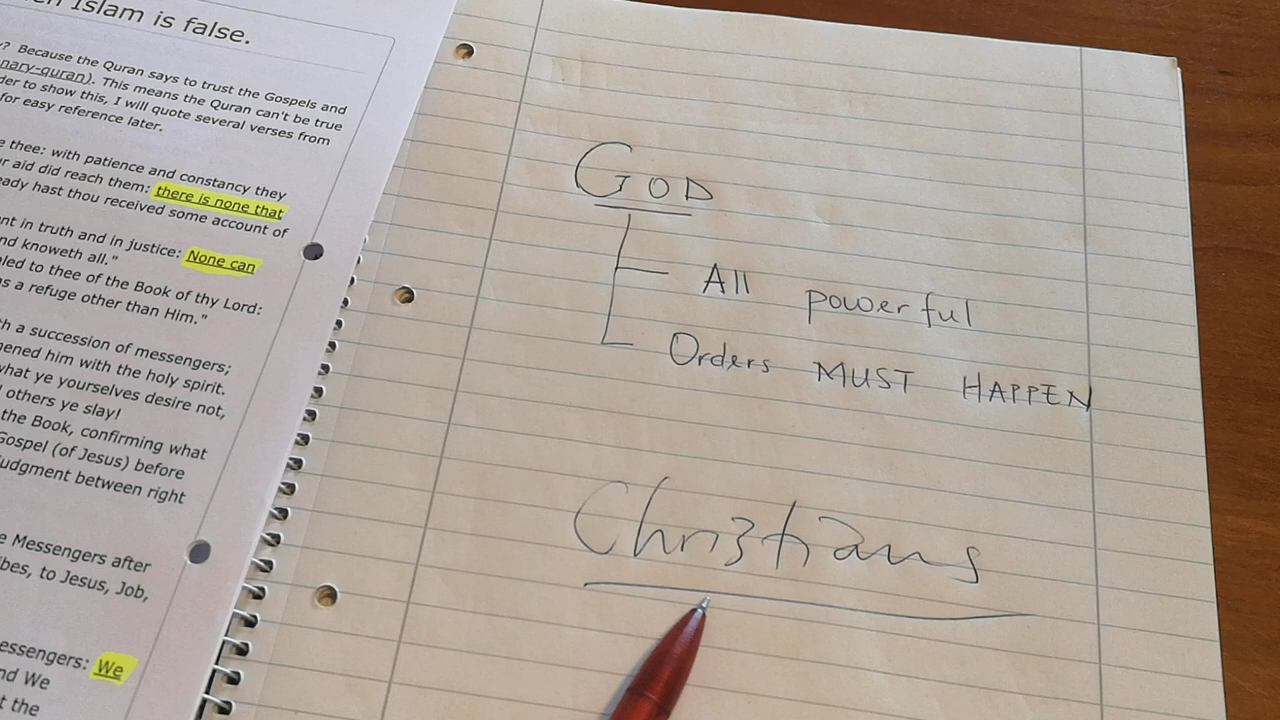 Islam is false.
? Because the Quran says to trust the Gospels and
nary-quran). This means the Quran can't be true
der to show this, I will quote several verses from
for easy reference later.
e thee: with patience and constancy they
r aid did reach them: there is none that
eady hast thou received some account of
nt in truth and in justice: None can
nd knoweth all."
led to thee of the Book of thy Lord:
s a refuge other than Him."
h a succession of messengers;
ened him with the holy spirit.
what ye yourselves desire not,
others ye slay!
the Book, confirming what
Gospel (of Jesus) before
judgment between right
e Messengers after
ibes, to Jesus, Job,
essengers: We
nd We
t the
GOD
All powerful
Orders MUST HAPPEN
Christians